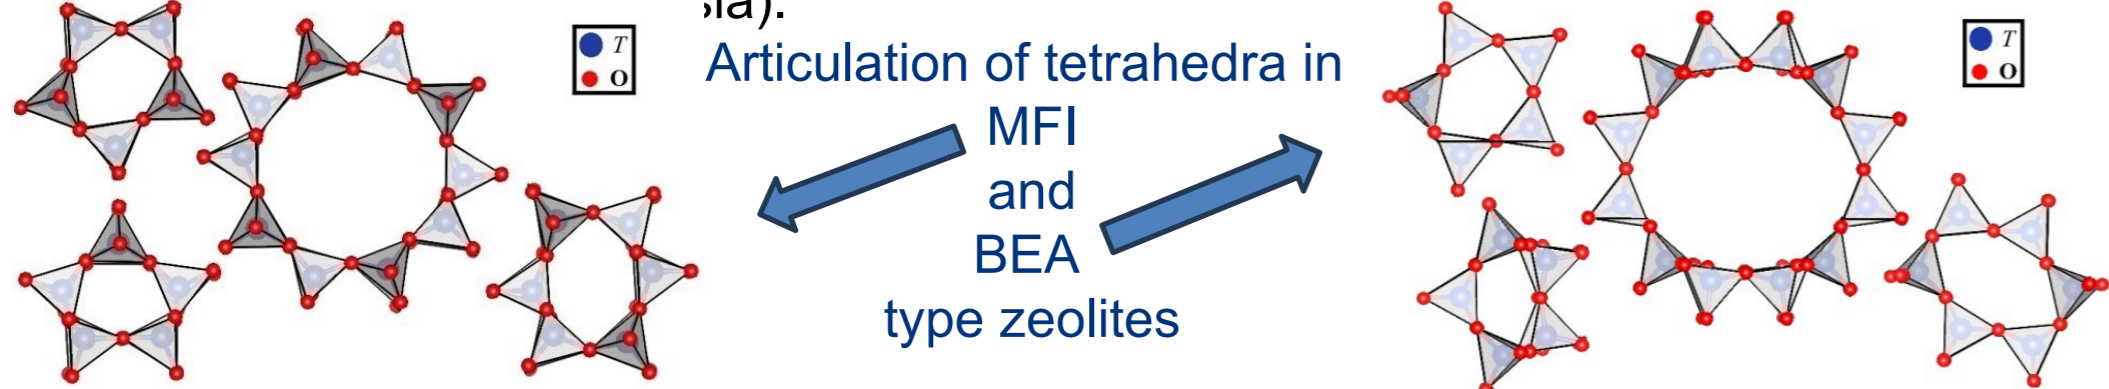 Articulation of tetrahedra in
MFI
and
BEA
type zeolites
T
O
T
O